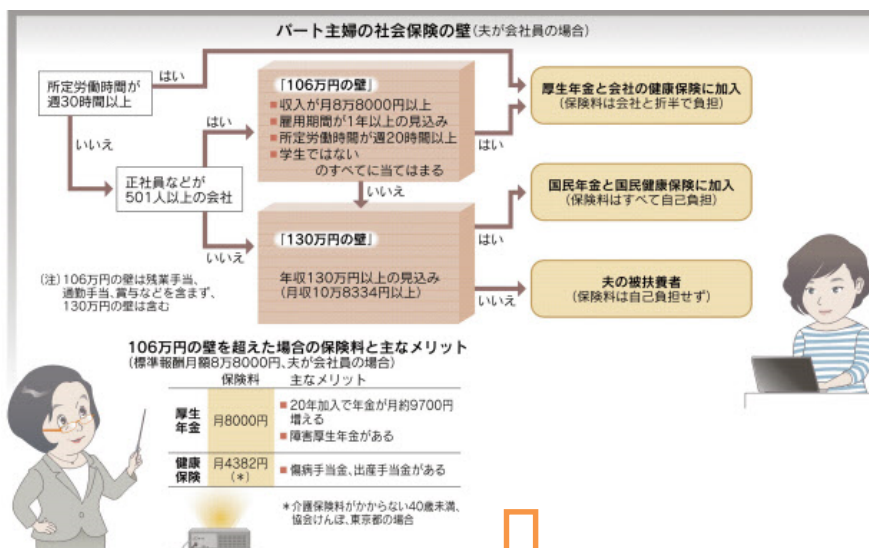 パート主婦の社会保険の壁(夫が会社員の場合)
所定労働時間が
週30時間以上
はい
いいえ
正社員などが
501人以上の会社
はい
いいえ
「106万円の壁」
■収入が月8万8000円以上
■雇用期間が1年以上の見込み
■所定労働時間が週20時間以上
■学生ではない
のすべてに当てはまる
はい
いいえ
「130万円の壁」
年収130万円以上の見込み
(月収10万8334円以上)
はい
いいえ
厚生年金と会社の健康保険に加入
(保険料は会社と折半で負担)
国民年金と国民健康保険に加入
(保険料はすべて自己負担)
夫の被扶養者
(保険料は自己負担せず)
(注)106万円の壁は残業手当、
通勤手当、賞与などを含まず、
130万円の壁は含む
106万円の壁を超えた場合の保険料と主なメリット
(標準報酬月額8万8000円、夫が会社員の場合)
保険料 主なメリット
厚生
年金
月8000円
■20年加入で年金が月約9700円
増える
■障害厚生年金がある
健康
保険
月4382円
(*)
■傷病手当金、出産手当金がある
*介護保険料がかからない40歳未満、
協会けんぽ、東京都の場合